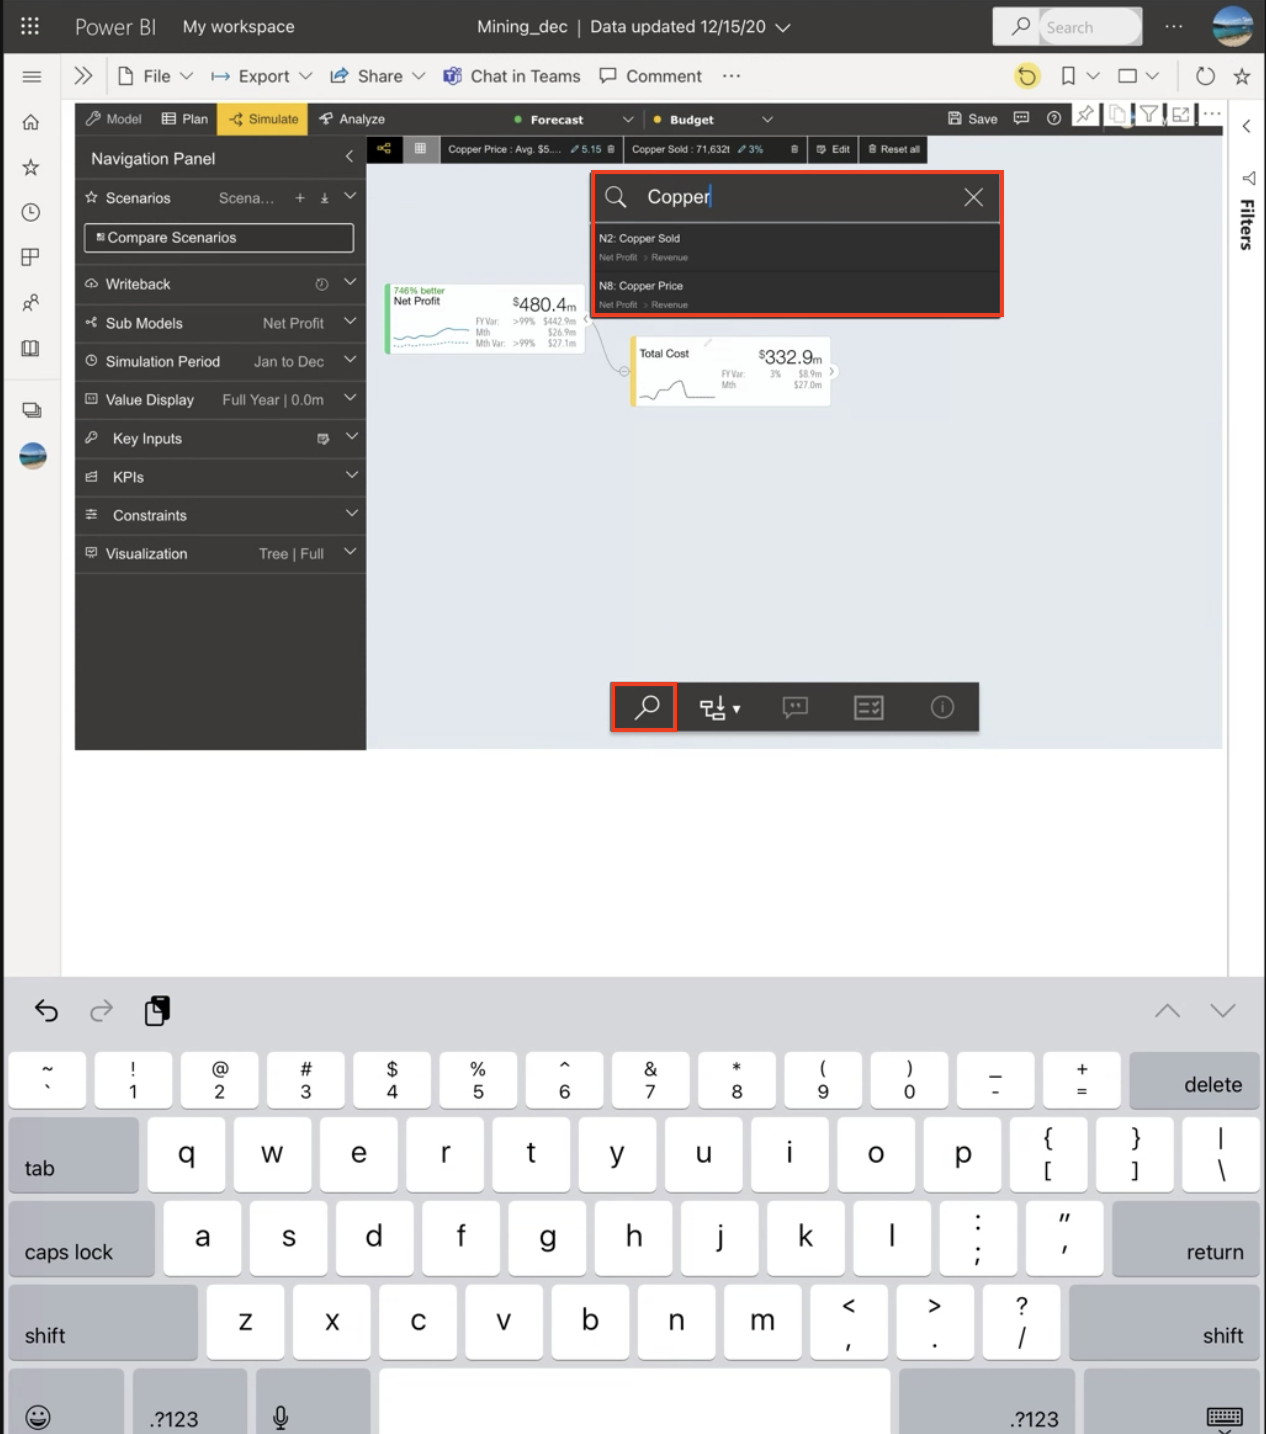 Power BI My workspace Mining_dec | Data updated 12/15/20 Search ...
File Export Share Chat in Teams Comment ...
Model Plan Simulate Analyze Forecast Budget Save ...
Navigation Panel
Copper Price : Avg. $5.... 5.15 Copper Sold : 71,632t 3% Edit Reset all
Scenarios Scena... +
Compare Scenarios
Writeback
Sub Models Net Profit
Simulation Period Jan to Dec
Value Display Full Year | 0.0m
Key Inputs
KPIs
Constraints
Visualization Tree | Full
Copper
N2: Copper Sold
Net Profit > Revenue
N8: Copper Price
Net Profit > Revenue
746% better
Net Profit $480.4m
FY Var: >99% $442.9m
Mth $26.9m
Mth Var: >99% $27.1m
Total Cost $332.9m
FY Var: 3% $8.9m
Mth $27.0m
Filters
~ ! @ # $ % ^ & * ( ) _ +
` 1 2 3 4 5 6 7 8 9 0 - = delete
tab q w e r t y u i o p { [ } ] | \
caps lock a s d f g h j k l : ; " ' return
shift z x c v b n m < , > . ? / shift
.?123 .?123